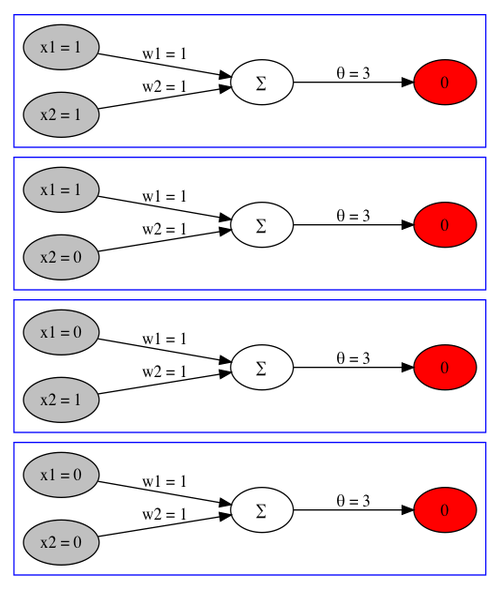 x1 = 1
w1 = 1
x2 = 1
w2 = 1
Σ
θ = 3
0
x1 = 1
w1 = 1
x2 = 0
w2 = 1
Σ
θ = 3
0
x1 = 0
w1 = 1
x2 = 1
w2 = 1
Σ
θ = 3
0
x1 = 0
w1 = 1
x2 = 0
w2 = 1
Σ
θ = 3
0